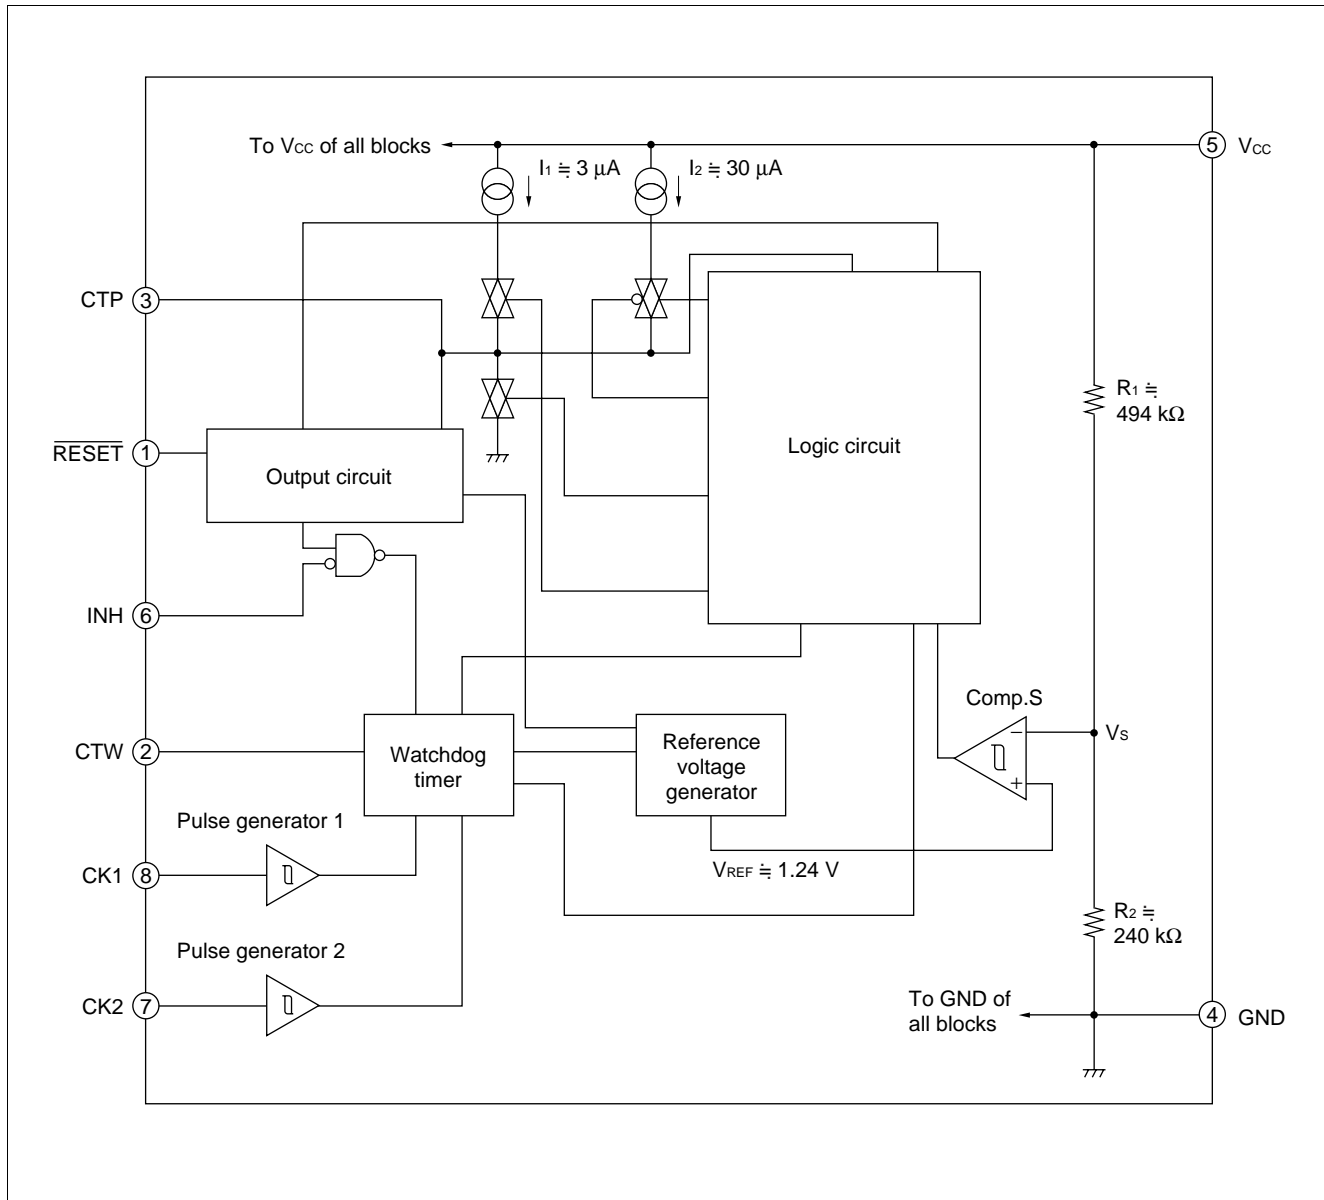 To VCC of all blocks
I1 ≒ 3 μA
I2 ≒ 30 μA
5
VCC
CTP
3
R1 ≒
494 kΩ
RESET
1
Output circuit
Logic circuit
INH
6
Comp.S
CTW
2
Watchdog
timer
Reference
voltage
generator
−
+
VS
Pulse generator 1
CK1
8
VREF ≒ 1.24 V
R2 ≒
240 kΩ
Pulse generator 2
CK2
7
To GND of
all blocks
4
GND